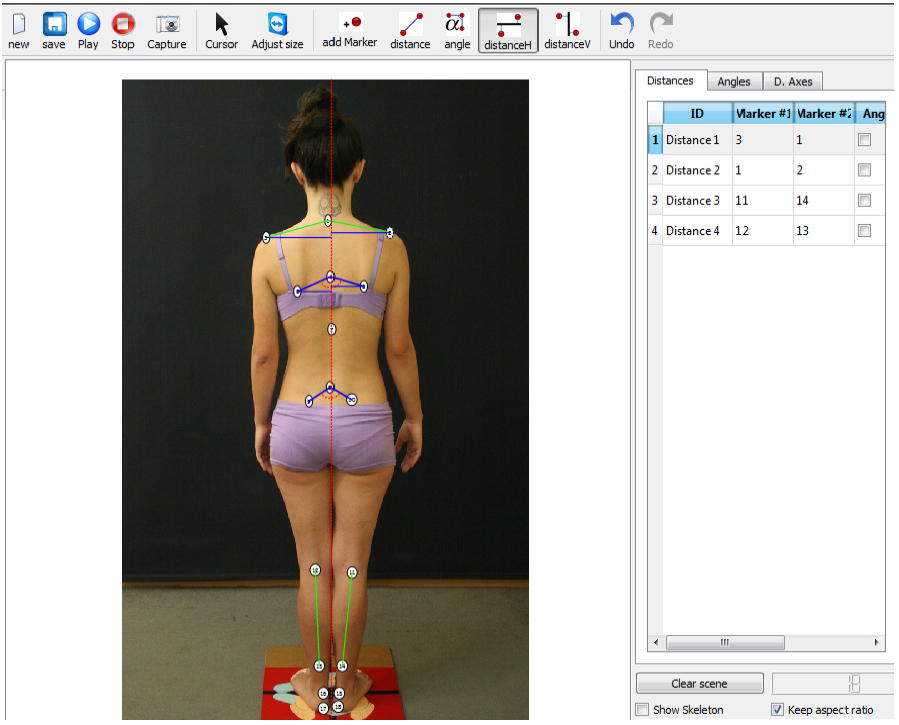 new save Play Stop Capture Cursor Adjust size add Marker distance angle distanceH distanceV Undo Redo
Distances Angles D. Axes
ID Marker #1 Marker #2 Ang
1 Distance 1 3 1
2 Distance 2 1 2
3 Distance 3 11 14
4 Distance 4 12 13
Clear scene
Show Skeleton Keep aspect ratio